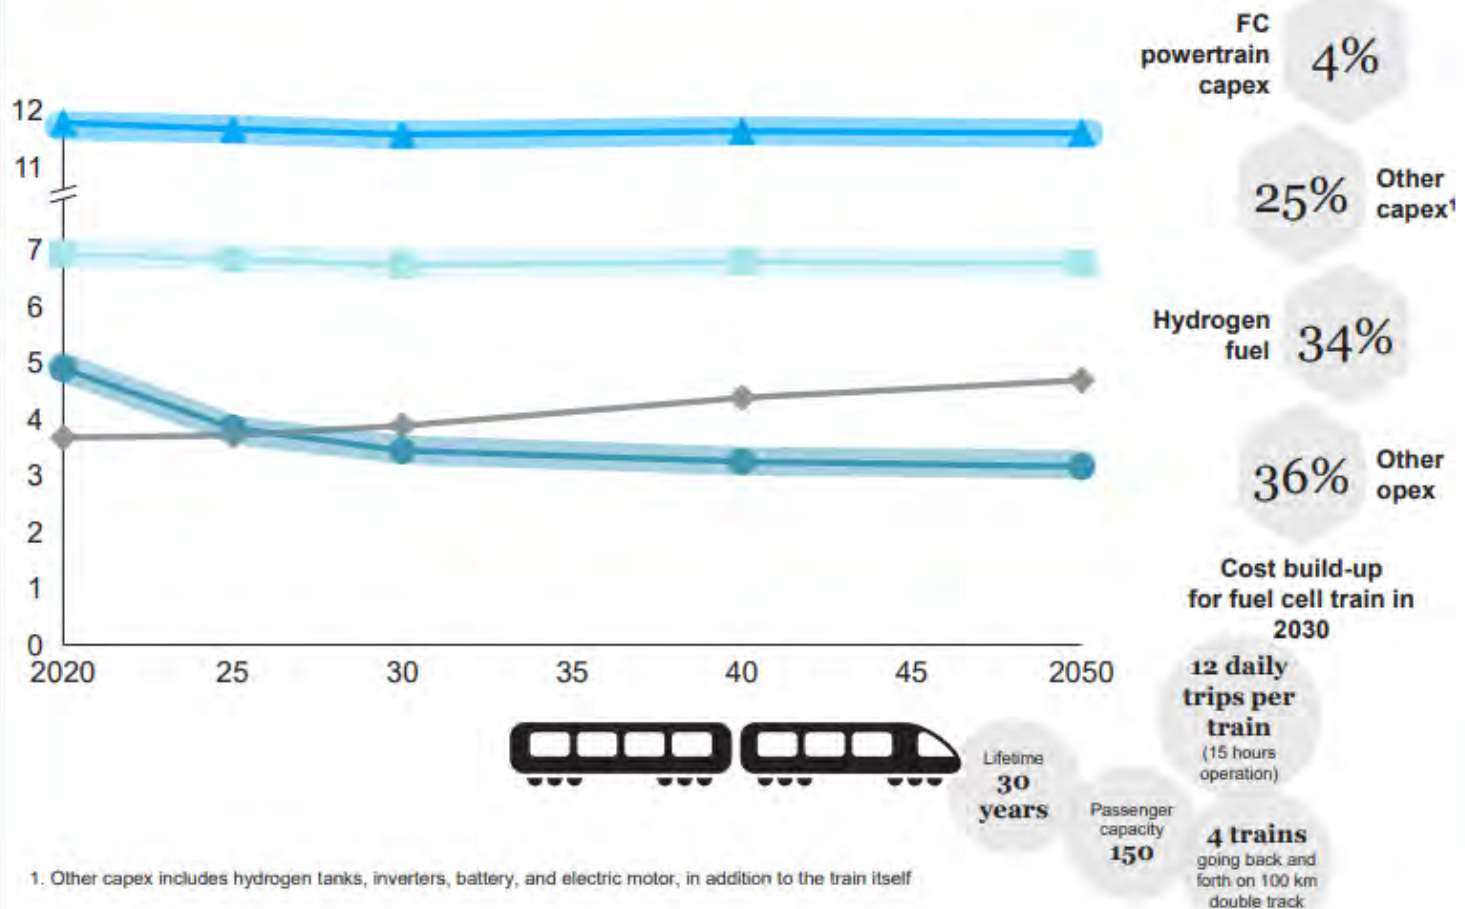 FC
powertrain
capex
4%
12
11
25%
Other
capex¹
7
6
Hydrogen
fuel
34%
5
4
3
36%
Other
opex
2
1
0
Cost build-up
for fuel cell train in
2030
2020 25 30 35 40 45 2050
12 daily
trips per
train
(15 hours
operation)
Lifetime
30
years
Passenger
capacity
150
4 trains
going back and
forth on 100 km
double track
1. Other capex includes hydrogen tanks, inverters, battery, and electric motor, in addition to the train itself